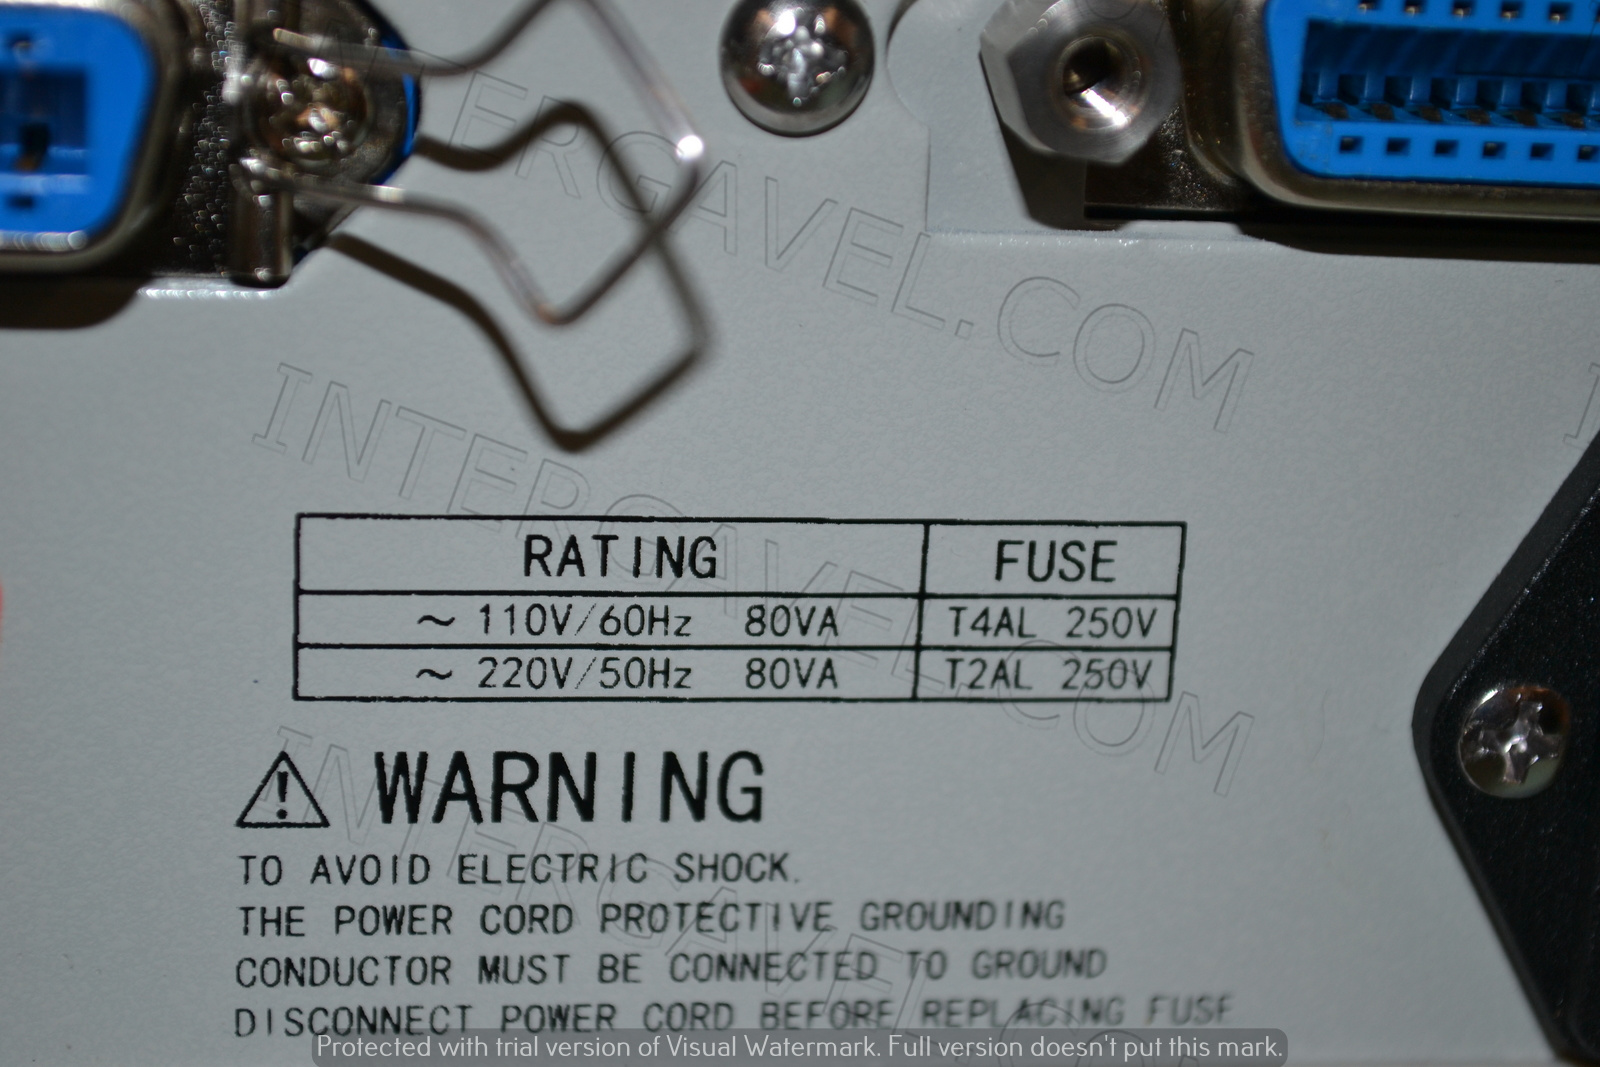 INTERGAVEL.COM
INTERGAVEL.COM
RATING FUSE
~ 110V/60Hz 80VA T4AL 250V
~ 220V/50Hz 80VA T2AL 250V
WARNING
TO AVOID ELECTRIC SHOCK.
THE POWER CORD PROTECTIVE GROUNDING
CONDUCTOR MUST BE CONNECTED TO GROUND
DISCONNECT POWER CORD BEFORE REPLACING FUSE
INTERGAVEL.COM
Protected with trial version of Visual Watermark. Full version doesn't put this mark.